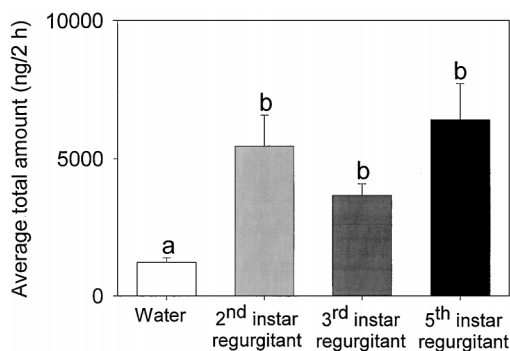 Average total amount (ng/2 h)
10000
5000
0
a
b
b
b
Water
2nd instar regurgitant
3rd instar regurgitant
5th instar regurgitant